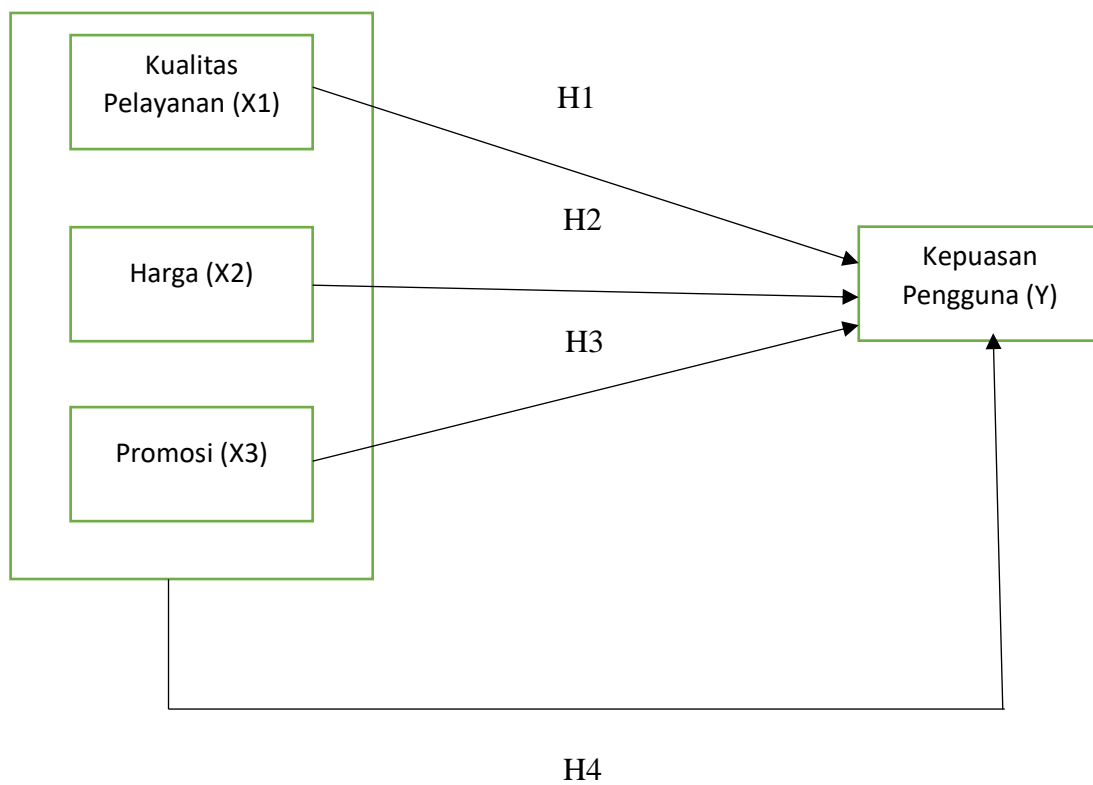 Kualitas
Pelayanan (X1)
H1
H2
Harga (X2)
Kepuasan
Pengguna (Y)
H3
Promosi (X3)
H4